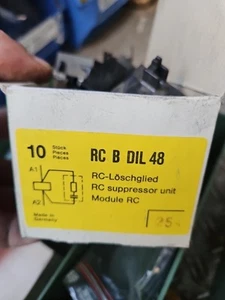 10 Stück Pieces Pièces RC B DIL 48
A1
RC-Löschglied
RC suppressor unit
Module RC
A2
Made in
Germany
25